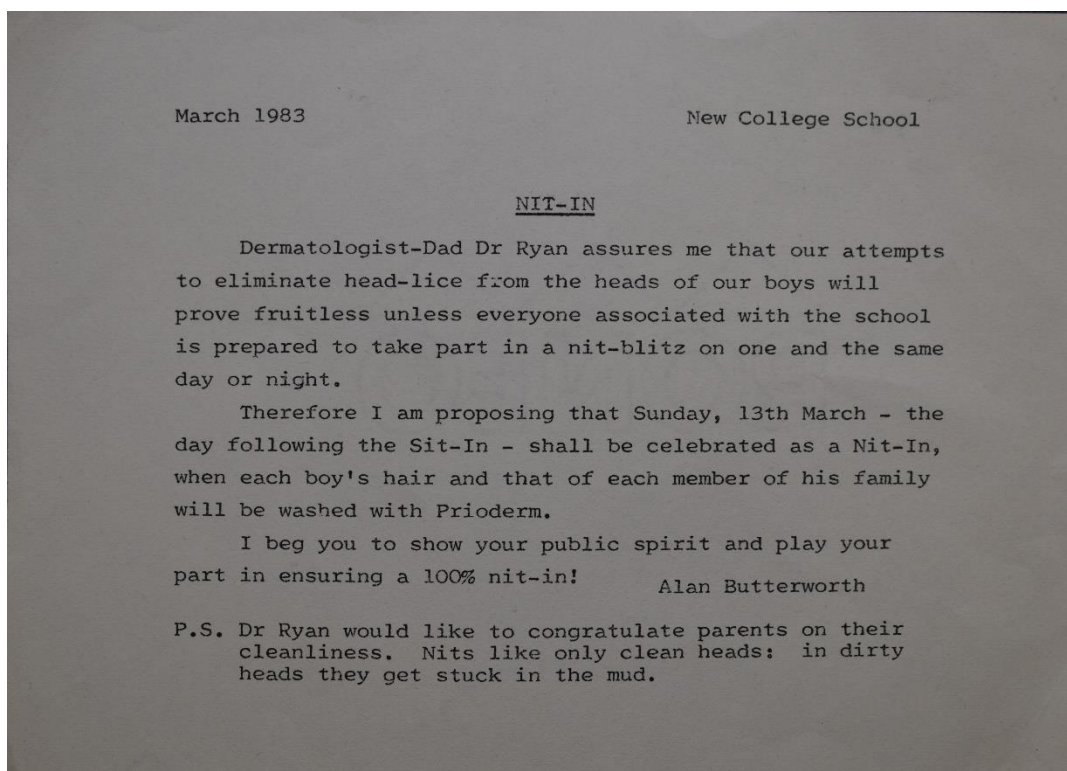 March 1983 New College School
NIT-IN
Dermatologist-Dad Dr Ryan assures me that our attempts
to eliminate head-lice from the heads of our boys will
prove fruitless unless everyone associated with the school
is prepared to take part in a nit-blitz on one and the same
day or night.
Therefore I am proposing that Sunday, 13th March - the
day following the Sit-In - shall be celebrated as a Nit-In,
when each boy's hair and that of each member of his family
will be washed with Prioderm.
I beg you to show your public spirit and play your
part in ensuring a 100% nit-in!
Alan Butterworth
P.S. Dr Ryan would like to congratulate parents on their
cleanliness. Nits like only clean heads: in dirty
heads they get stuck in the mud.